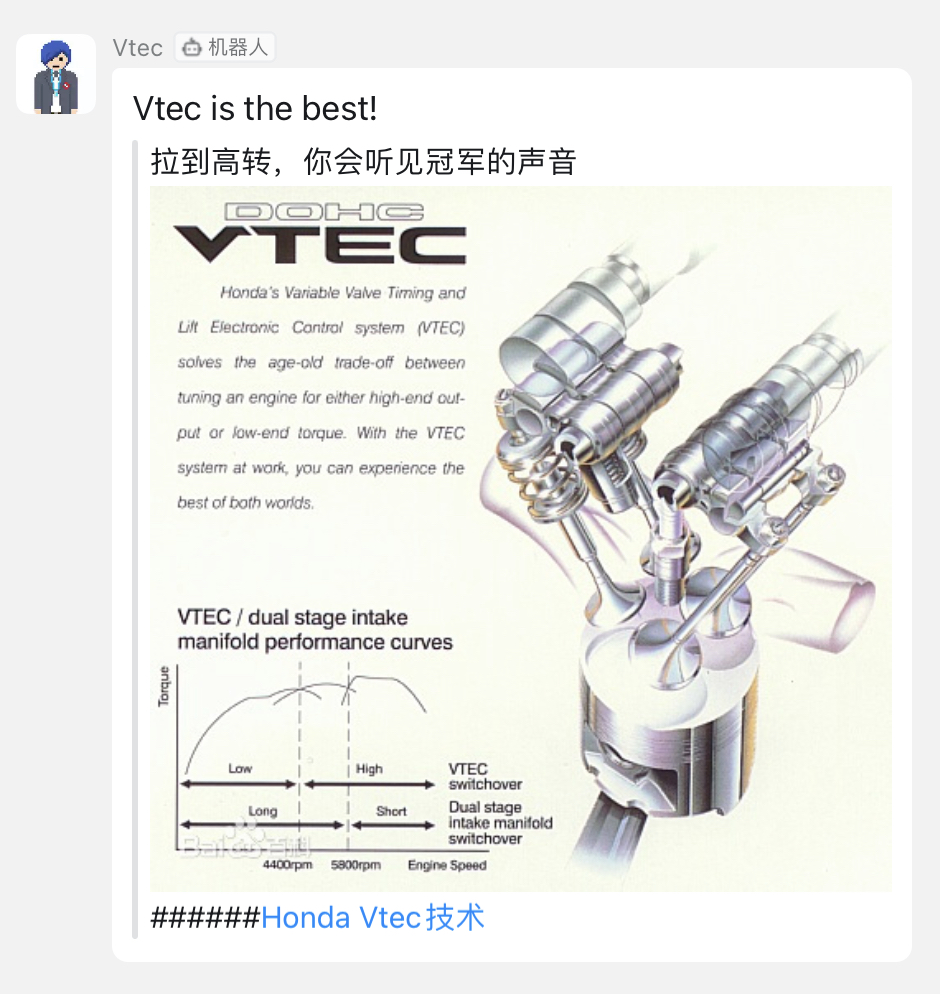 Vtec 机器人
Vtec is the best!
拉到高转，你会听见冠军的声音
DOHC
VTEC
Honda's Variable Valve Timing and
Lift Electronic Control system (VTEC)
solves the age-old trade-off between
tuning an engine for either high-end out-
put or low-end torque. With the VTEC
system at work, you can experience the
best of both worlds.
VTEC / dual stage intake
manifold performance curves
Torque
Low
High
VTEC
switchover
Long
Short
Dual stage
intake manifold
switchover
Baidu百科
4400rpm
5800rpm
Engine Speed
######Honda Vtec技术